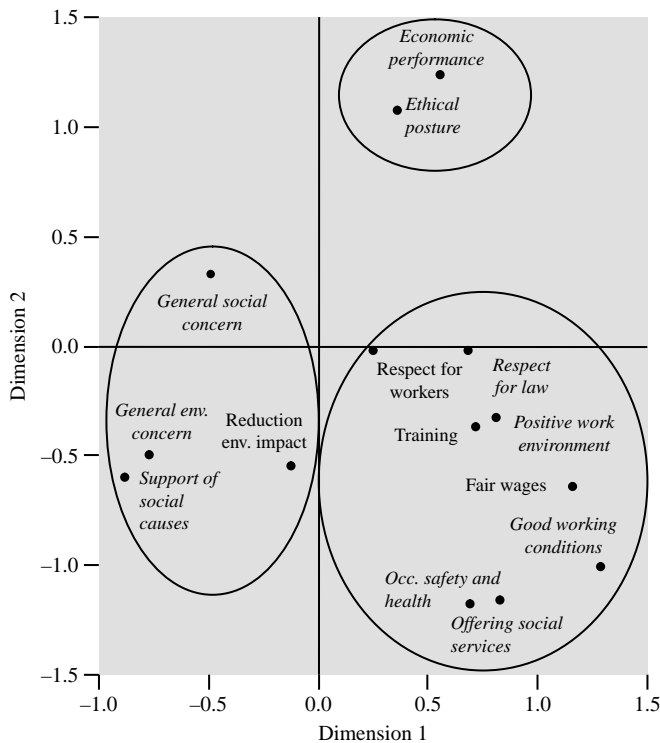 1.5
Economic
performance
Ethical
posture
1.0
0.5
General social
concern
0.0
Respect for
workers
Respect
for law
General env.
concern
Reduction
env. impact
Training
Positive work
environment
–0.5
Support of
social
causes
Fair wages
Good working
conditions
–1.0
Occ. safety and
health
Offering social
services
–1.5
–1.0
–0.5
0.0
0.5
1.0
1.5
Dimension 1
Dimension 2